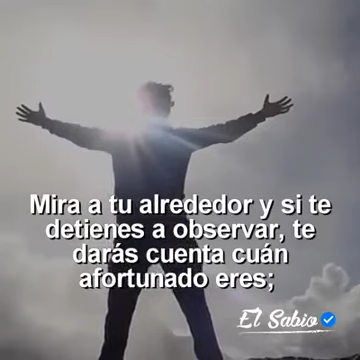 Mira a tu alrededor y si te
detienes a observar, te
darás cuenta cuán
afortunado eres;
El Sabio